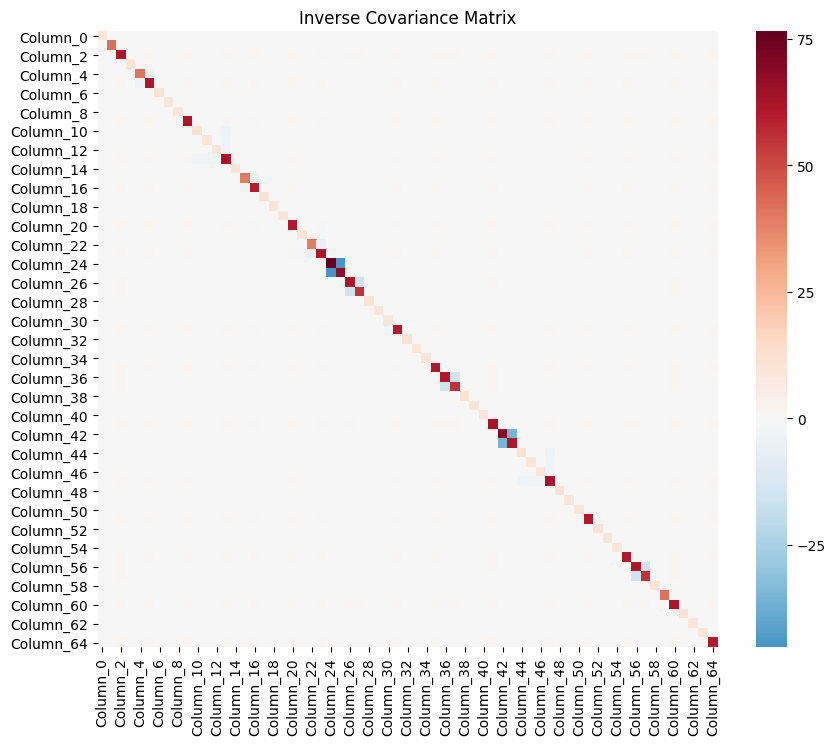 Inverse Covariance Matrix
Column_0
Column_2
Column_4
Column_6
Column_8
Column_10
Column_12
Column_14
Column_16
Column_18
Column_20
Column_22
Column_24
Column_26
Column_28
Column_30
Column_32
Column_34
Column_36
Column_38
Column_40
Column_42
Column_44
Column_46
Column_48
Column_50
Column_52
Column_54
Column_56
Column_58
Column_60
Column_62
Column_64
Column_0
Column_2
Column_4
Column_6
Column_8
Column_10
Column_12
Column_14
Column_16
Column_18
Column_20
Column_22
Column_24
Column_26
Column_28
Column_30
Column_32
Column_34
Column_36
Column_38
Column_40
Column_42
Column_44
Column_46
Column_48
Column_50
Column_52
Column_54
Column_56
Column_58
Column_60
Column_62
Column_64
75
50
25
0
−25